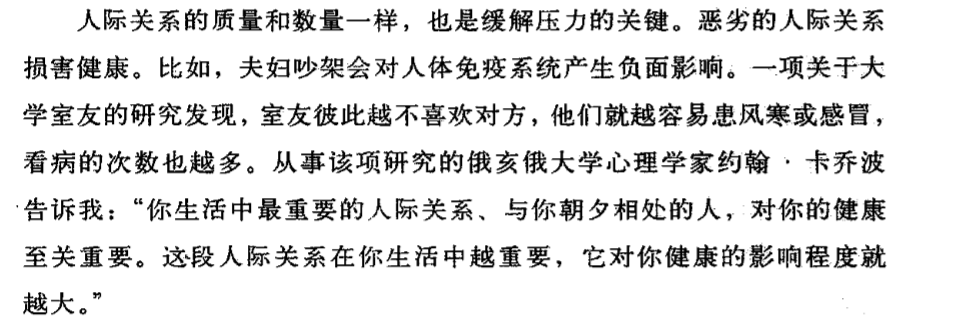 人际关系的质量和数量一样，也是缓解压力的关键。恶劣的人际关系
损害健康。比如，夫妇吵架会对人体免疫系统产生负面影响。一项关于大
学室友的研究发现，室友彼此越不喜欢对方，他们就越容易患风寒或感冒，
看病的次数也越多。从事该项研究的俄亥俄大学心理学家约翰·卡乔波
告诉我：“你生活中最重要的人际关系、与你朝夕相处的人，对你的健康
至关重要。这段人际关系在你生活中越重要，它对你健康的影响程度就
越大。”